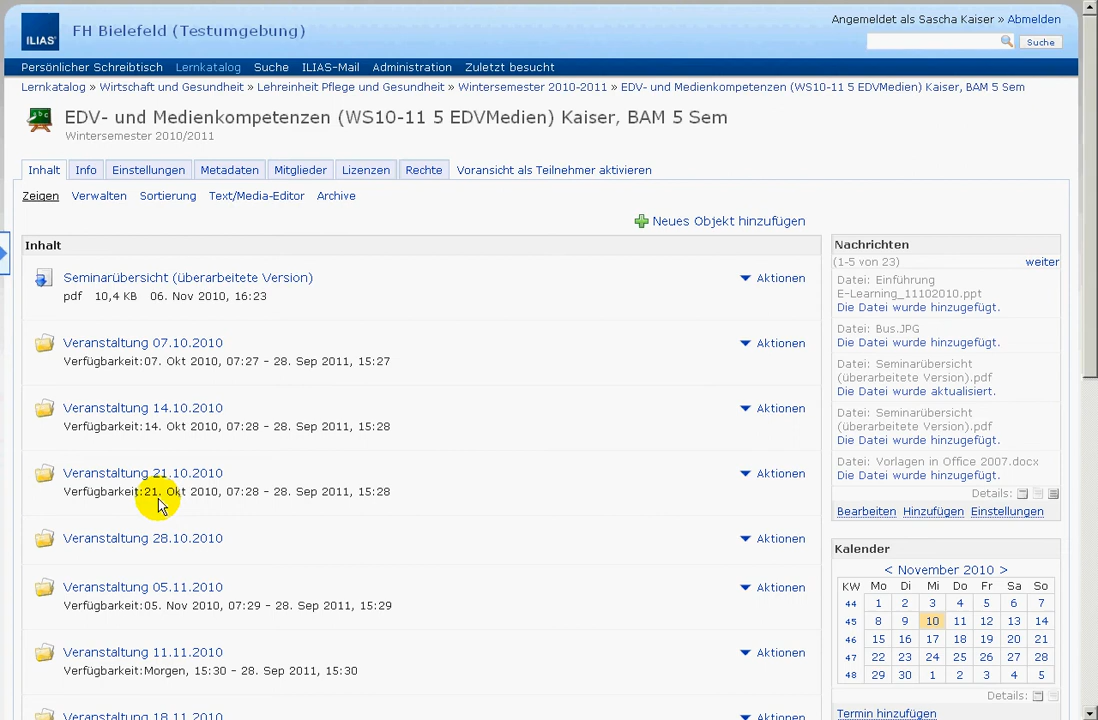 ILIAS
FH Bielefeld (Testumgebung)
Angemeldet als Sascha Kaiser » Abmelden
Suche
Persönlicher Schreibtisch Lernkatalog Suche ILIAS-Mail Administration Zuletzt besucht
Lernkatalog » Wirtschaft und Gesundheit » Lehreinheit Pflege und Gesundheit » Wintersemester 2010-2011 » EDV- und Medienkompetenzen (WS10-11 5 EDVMedien) Kaiser, BAM 5 Sem
EDV- und Medienkompetenzen (WS10-11 5 EDVMedien) Kaiser, BAM 5 Sem
Wintersemester 2010/2011
Inhalt Info Einstellungen Metadaten Mitglieder Lizenzen Rechte Voransicht als Teilnehmer aktivieren
Zeigen Verwalten Sortierung Text/Media-Editor Archive
Neues Objekt hinzufügen
Inhalt
Seminarübersicht (überarbeitete Version) Aktionen
pdf 10,4 KB 06. Nov 2010, 16:23
Veranstaltung 07.10.2010 Aktionen
Verfügbarkeit:07. Okt 2010, 07:27 - 28. Sep 2011, 15:27
Veranstaltung 14.10.2010 Aktionen
Verfügbarkeit:14. Okt 2010, 07:28 - 28. Sep 2011, 15:28
Veranstaltung 21.10.2010 Aktionen
Verfügbarkeit:21. Okt 2010, 07:28 - 28. Sep 2011, 15:28
Veranstaltung 28.10.2010 Aktionen
Veranstaltung 05.11.2010 Aktionen
Verfügbarkeit:05. Nov 2010, 07:29 - 28. Sep 2011, 15:29
Veranstaltung 11.11.2010 Aktionen
Verfügbarkeit:Morgen, 15:30 - 28. Sep 2011, 15:30
Veranstaltung 18.11.2010 Aktionen
Nachrichten
(1-5 von 23) weiter
Datei: Einführung
E-Learning_11102010.ppt
Die Datei wurde hinzugefügt.
Datei: Bus.JPG
Die Datei wurde hinzugefügt.
Datei: Seminarübersicht
(überarbeitete Version).pdf
Die Datei wurde aktualisiert.
Datei: Seminarübersicht
(überarbeitete Version).pdf
Die Datei wurde hinzugefügt.
Datei: Vorlagen in Office 2007.docx
Die Datei wurde hinzugefügt.
Details:
Bearbeiten Hinzufügen Einstellungen
Kalender
< November 2010 >
KW Mo Di Mi Do Fr Sa So
44 1 2 3 4 5 6 7
45 8 9 10 11 12 13 14
46 15 16 17 18 19 20 21
47 22 23 24 25 26 27 28
48 29 30 1 2 3 4 5
Details:
Termin hinzufügen